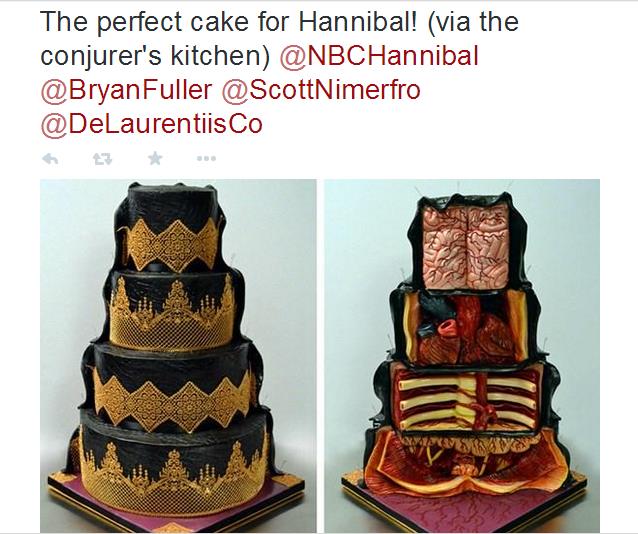 The perfect cake for Hannibal! (via the
conjurer's kitchen) @NBCHannibal
@BryanFuller @ScottNimerfro
@DeLaurentiisCo